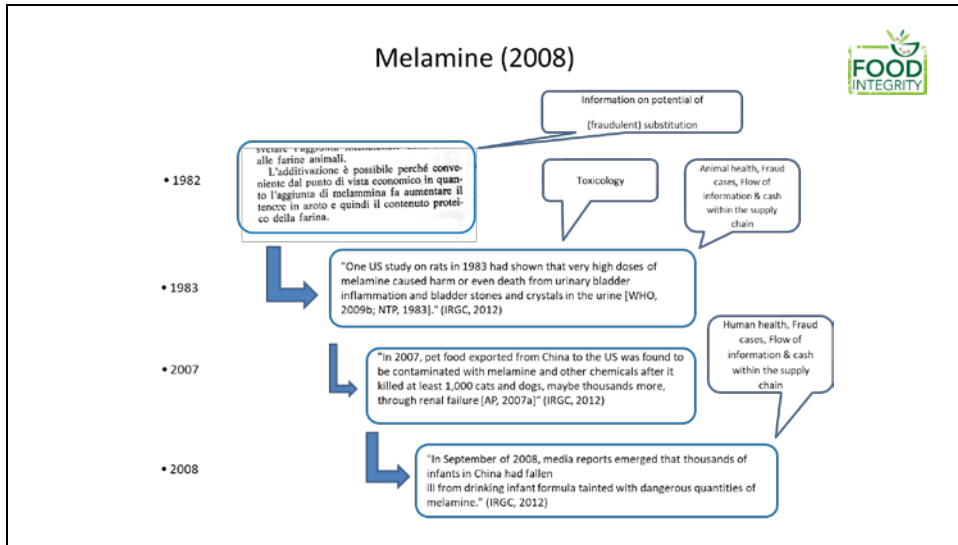 Melamine (2008)
FOOD
INTEGRITY
Information on potential of
(fraudulent) substitution
• 1982
alle farine animali.
L'additivazione è possibile perché conve-
niente dal punto di vista economico in quan-
to l'aggiunta di melammina fa aumentare il
tenore in azoto e quindi il contenuto protei-
co della farina.
Toxicology
Animal health, Fraud
cases, Flow of
information & cash
within the supply
chain
• 1983
"One US study on rats in 1983 had shown that very high doses of
melamine caused harm or even death from urinary bladder
inflammation and bladder stones and crystals in the urine [WHO,
2009b; NTP, 1983]." (IRGC, 2012)
Human health, Fraud
cases, Flow of
information & cash
within the supply
chain
• 2007
"In 2007, pet food exported from China to the US was found to
be contaminated with melamine and other chemicals after it
killed at least 1,000 cats and dogs, maybe thousands more,
through renal failure [AP, 2007a]" (IRGC, 2012)
• 2008
"In September of 2008, media reports emerged that thousands of
infants in China had fallen
ill from drinking infant formula tainted with dangerous quantities of
melamine." (IRGC, 2012)